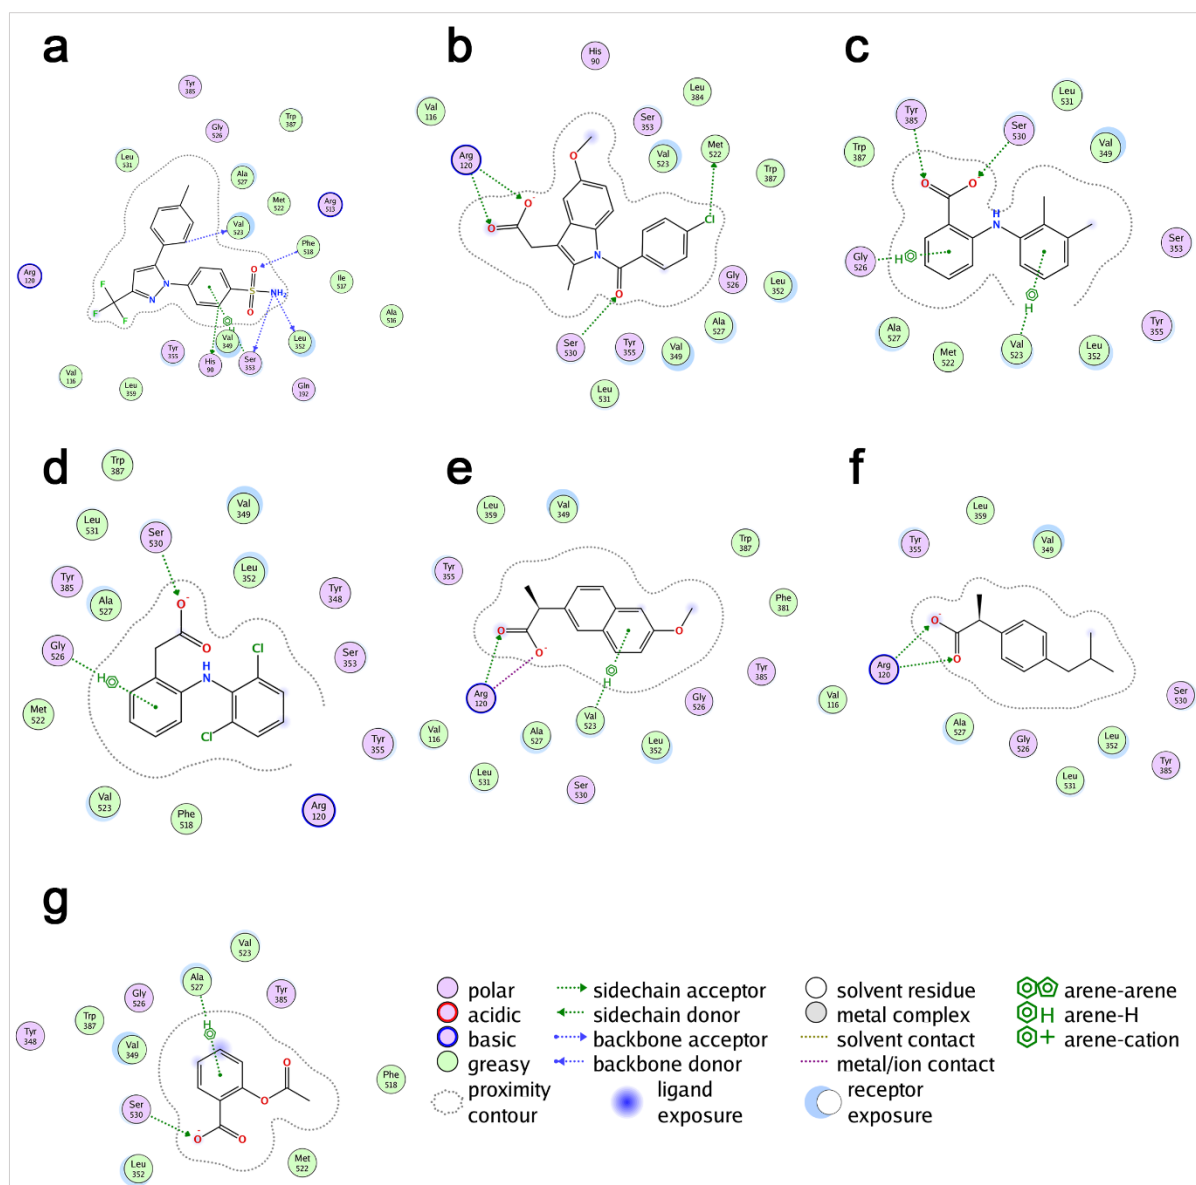 a
Tyr
385
Gly
526
Trp
387
Leu
531
Ala
527
Met
522
Arg
513
Val
523
Phe
518
Arg
120
Ile
517
Ala
516
F
F
F
N
N
O
S
NH₂
O
H
Tyr
355
Val
349
Leu
352
His
90
Ser
353
Val
116
Leu
359
Gln
192
b
His
90
Leu
384
Val
116
Ser
353
Met
522
Arg
120
Val
523
Trp
387
O
O
O
Cl
N
O
Gly
526
Leu
352
Ala
527
Ser
530
Tyr
355
Val
349
Leu
531
c
Leu
531
Tyr
385
Ser
530
Trp
387
Val
349
O
O
H
N
Gly
526
H
Ser
353
H
Ala
527
Met
522
Val
523
Leu
352
Tyr
355
d
Trp
387
Val
349
Leu
531
Ser
530
Tyr
385
Leu
352
Ala
527
Tyr
348
O-
Gly
526
O
Cl
Ser
353
H
H
N
Met
522
Cl
Tyr
355
Val
523
Phe
518
Arg
120
e
Leu
359
Val
349
Trp
387
Tyr
355
Phe
381
O
O-
O
H
Tyr
385
Arg
120
Gly
526
Val
116
Ala
527
Val
523
Leu
352
Leu
531
Ser
530
f
Leu
359
Tyr
355
Val
349
O-
O
Arg
120
Val
116
Ser
530
Ala
527
Gly
526
Leu
352
Leu
531
Tyr
385
g
Val
523
Ala
527
Gly
526
Tyr
385
Trp
387
Tyr
348
H
Val
349
Phe
518
O
O
Ser
530
O-
O
Leu
352
Met
522
polar
acidic
basic
greasy
proximity
contour
sidechain acceptor
sidechain donor
backbone acceptor
backbone donor
ligand
exposure
solvent residue
metal complex
solvent contact
metal/ion contact
receptor
exposure
arene-arene
H arene-H
+ arene-cation